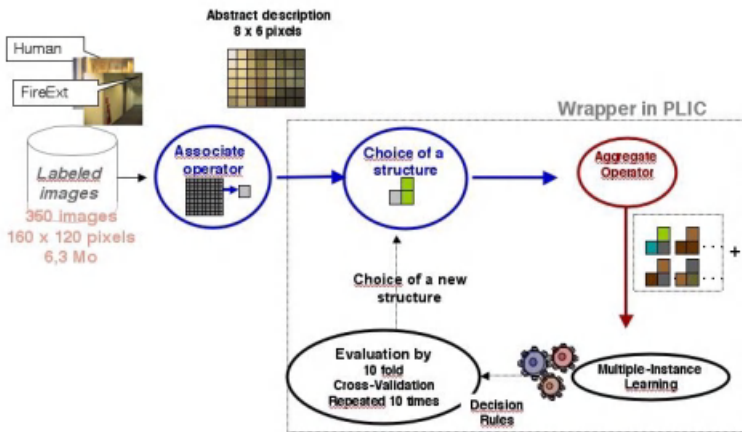 Abstract description
8 x 6 pixels
Human
FireExt
Wrapper in PLIC
Labeled
images
350 images
160 x 120 pixels
6,3 Mo
Associate
operator
Choice of a
structure
Aggregate
Operator
+
Choice of a new
structure
Evaluation by
10 fold
Cross-Validation
Repeated 10 times
Decision
Rules
Multiple-Instance
Learning